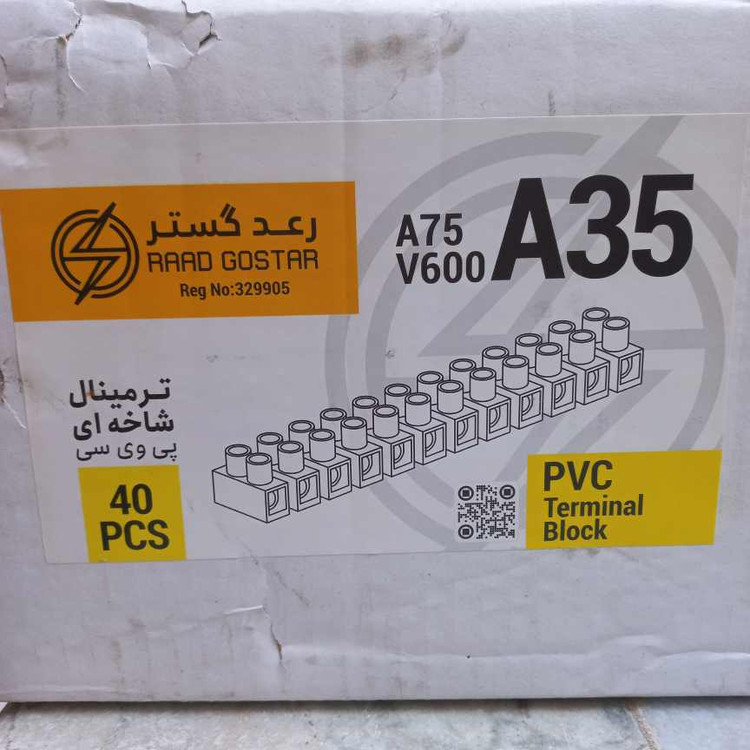 رعد گستر
RAAD GOSTAR
Reg No:329905
A75
V600
A35
ترمینال
شاخه ای
پی وی سی
40
PCS
PVC
Terminal
Block